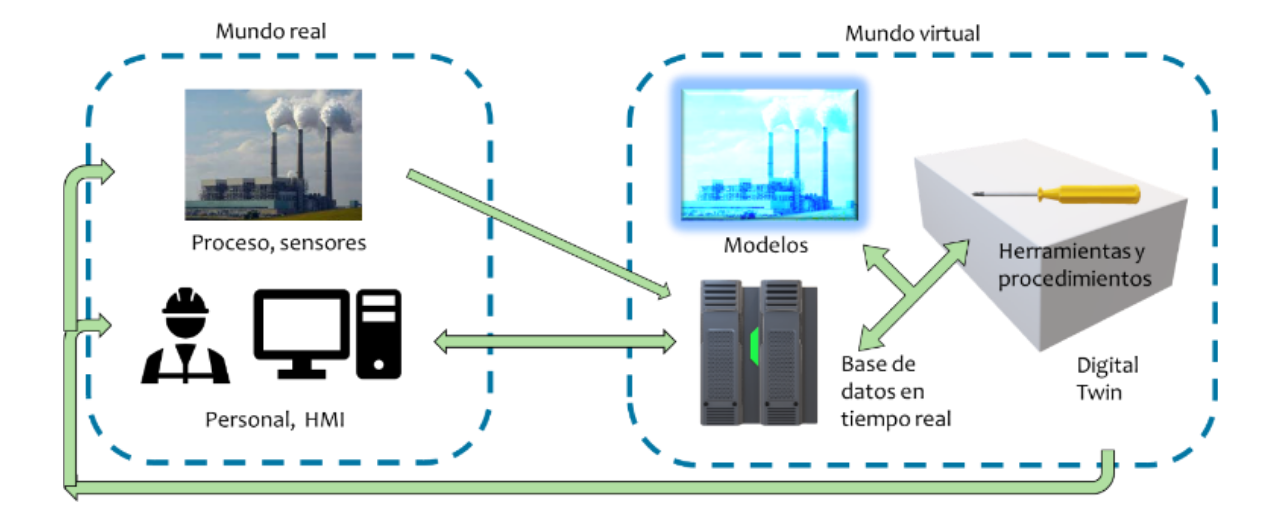 Mundo real
Mundo virtual
Proceso, sensores
Modelos
Herramientas y
procedimientos
Personal, HMI
Base de
datos en
tiempo real
Digital
Twin